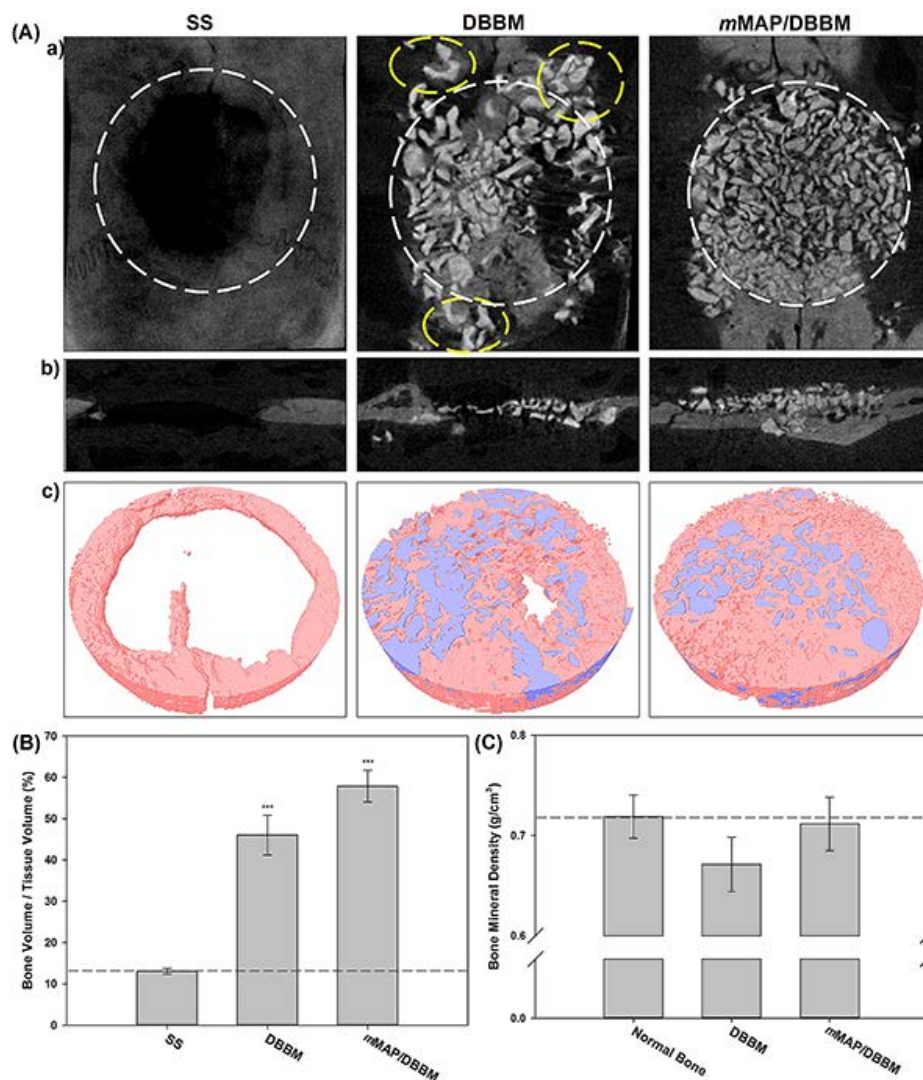 SS DBBM mMAP/DBBM
(A)
a)
b)
c)
(B)
Bone Volume / Tissue Volume (%)
70
60
50
40
30
20
10
0
***
***
SS DBBM mMAP/DBBM
(C)
Bone Mineral Density (g/cm³)
0.8
0.7
0.6
0.0
Normal Bone DBBM mMAP/DBBM